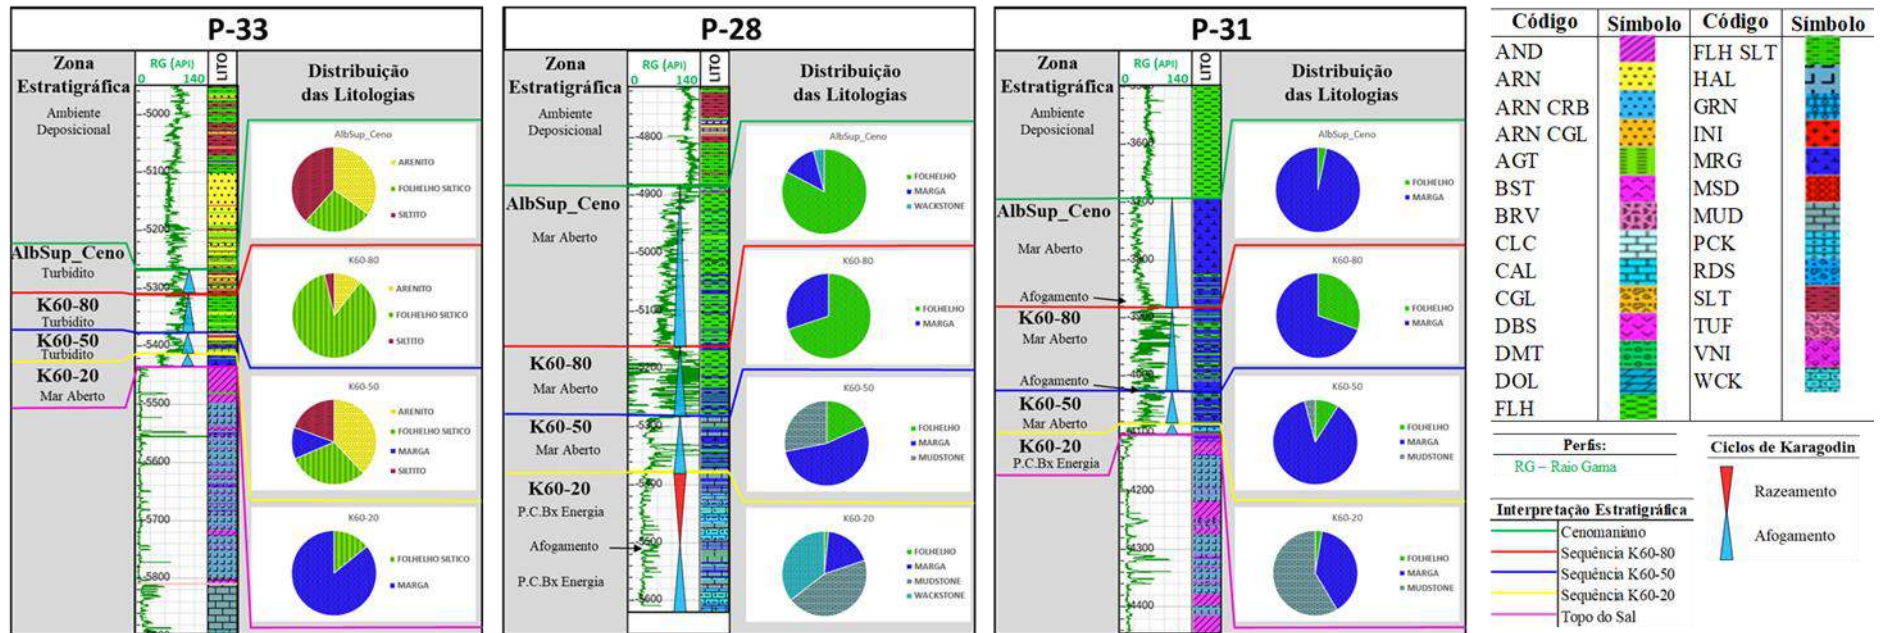 P-33
Zona
Estratigráfica
Ambiente
Deposicional
RG (API)
0 140
LITO
Distribuição
das Litologias
-5000
-5100
-5200
-5300
-5400
-5500
-5600
-5700
-5800
AlbSup_Ceno
Turbidito
K60-80
Turbidito
K60-50
Turbidito
K60-20
Mar Aberto
AlbSup_Ceno
ARENITO
FOLHELHO SILTICO
SILTITO
K60-80
ARENITO
FOLHELHO SILTICO
SILTITO
K60-50
ARENITO
FOLHELHO SILTICO
MARGA
SILTITO
K60-20
FOLHELHO SILTICO
MARGA
P-28
Zona
Estratigráfica
Ambiente
Deposicional
RG (API)
0 140
LITO
Distribuição
das Litologias
-4800
-4900
-5000
-5100
-5200
-5300
-5400
-5500
-5600
AlbSup_Ceno
Mar Aberto
K60-80
Mar Aberto
K60-50
Mar Aberto
K60-20
P.C.Bx Energia
Afogamento
P.C.Bx Energia
AlbSup_Ceno
FOLHELHO
MARGA
WACKSTONE
K60-80
FOLHELHO
MARGA
K60-50
FOLHELHO
MARGA
MUDSTONE
K60-20
FOLHELHO
MARGA
MUDSTONE
WACKSTONE
P-31
Zona
Estratigráfica
Ambiente
Deposicional
RG (API)
0 140
LITO
Distribuição
das Litologias
-3600
-4200
-4300
-4400
AlbSup_Ceno
Mar Aberto
Afogamento
K60-80
Mar Aberto
Afogamento
K60-50
Mar Aberto
K60-20
P.C.Bx Energia
AlbSup_Ceno
FOLHELHO
MARGA
K60-80
FOLHELHO
MARGA
K60-50
FOLHELHO
MARGA
MUDSTONE
K60-20
FOLHELHO
MARGA
MUDSTONE
Código Símbolo Código Símbolo
AND FLH SLT
ARN HAL
ARN CRB GRN
ARN CGL INI
AGT MRG
BST MSD
BRV MUD
CLC PCK
CAL RDS
CGL SLT
DBS TUF
DMT VNI
DOL WCK
FLH
Perfis:
RG – Raio Gama
Interpretação Estratigráfica
Cenomaniano
Sequência K60-80
Sequência K60-50
Sequência K60-20
Topo do Sal
Ciclos de Karagodin
Razeamento
Afogamento